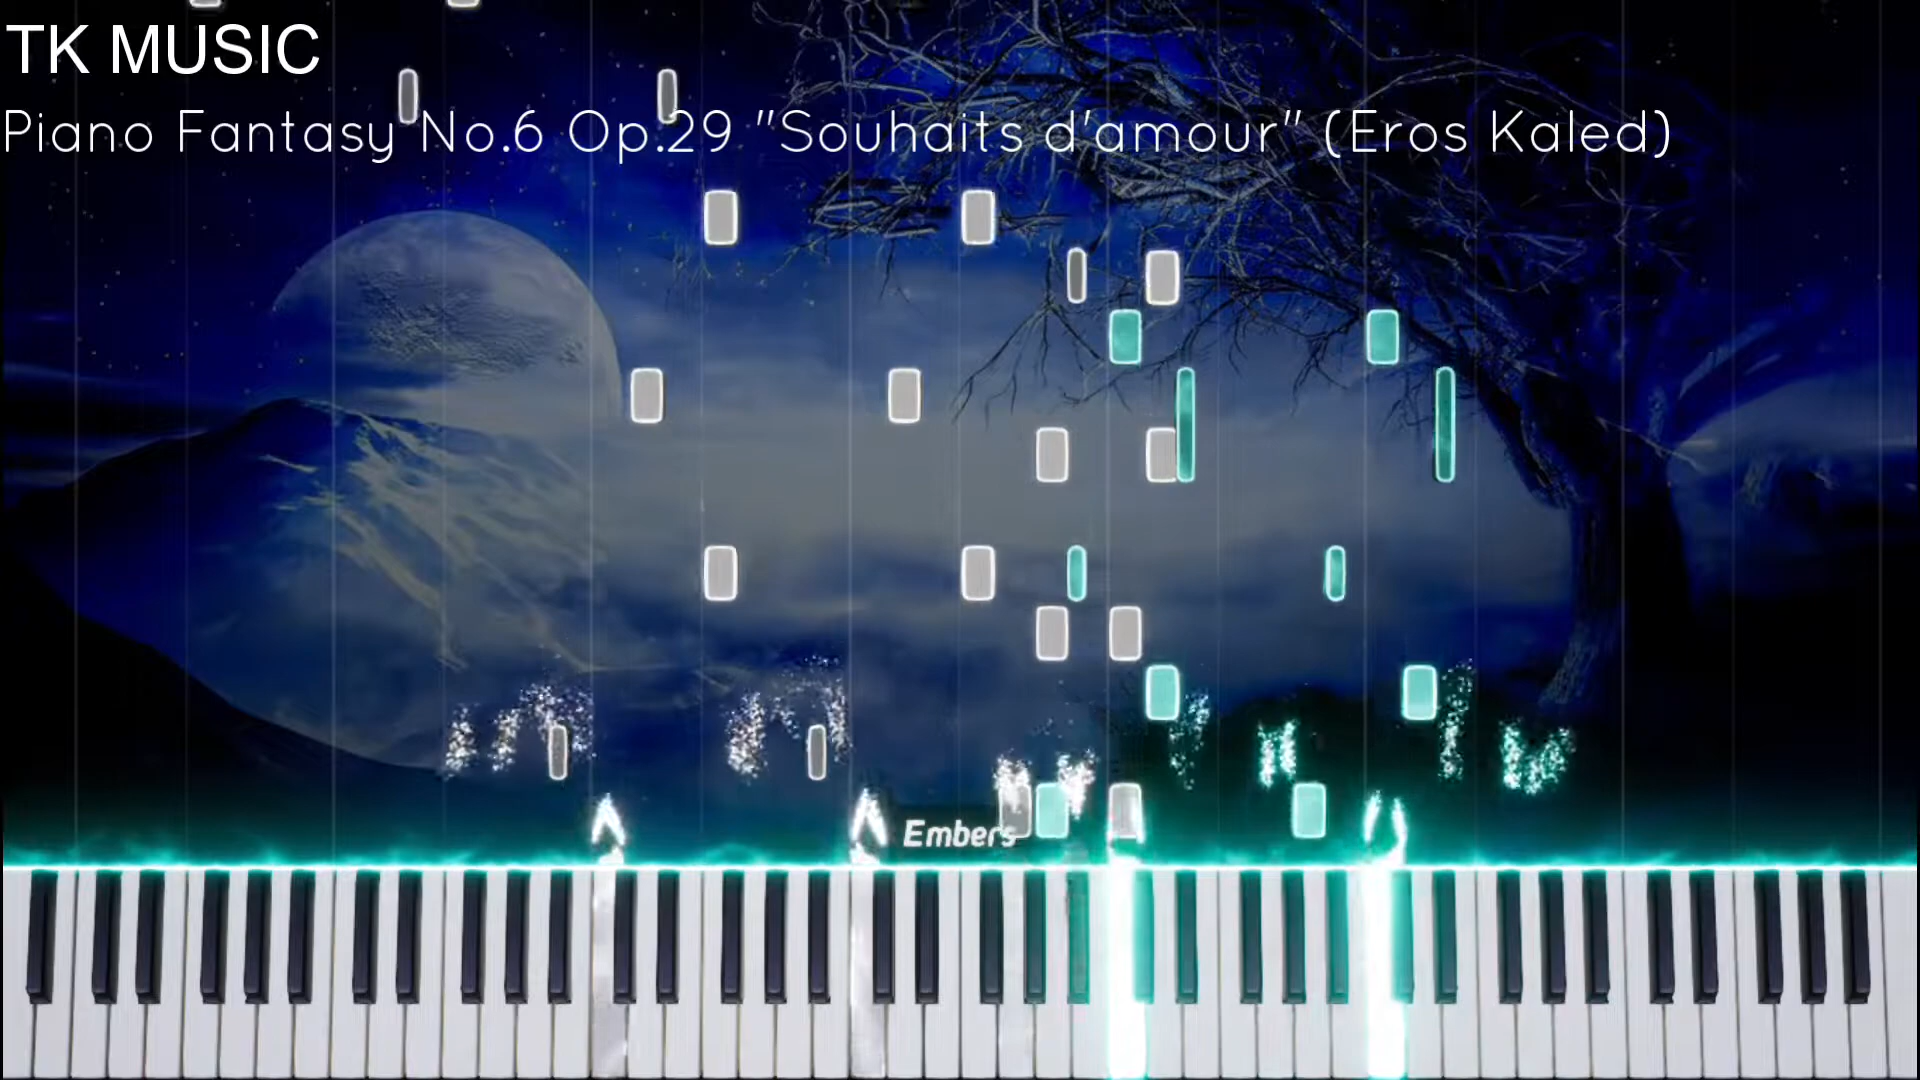 TK MUSIC
Piano Fantasy No.6 Op.29 "Souhaits d'amour" (Eros Kaled)
Embers